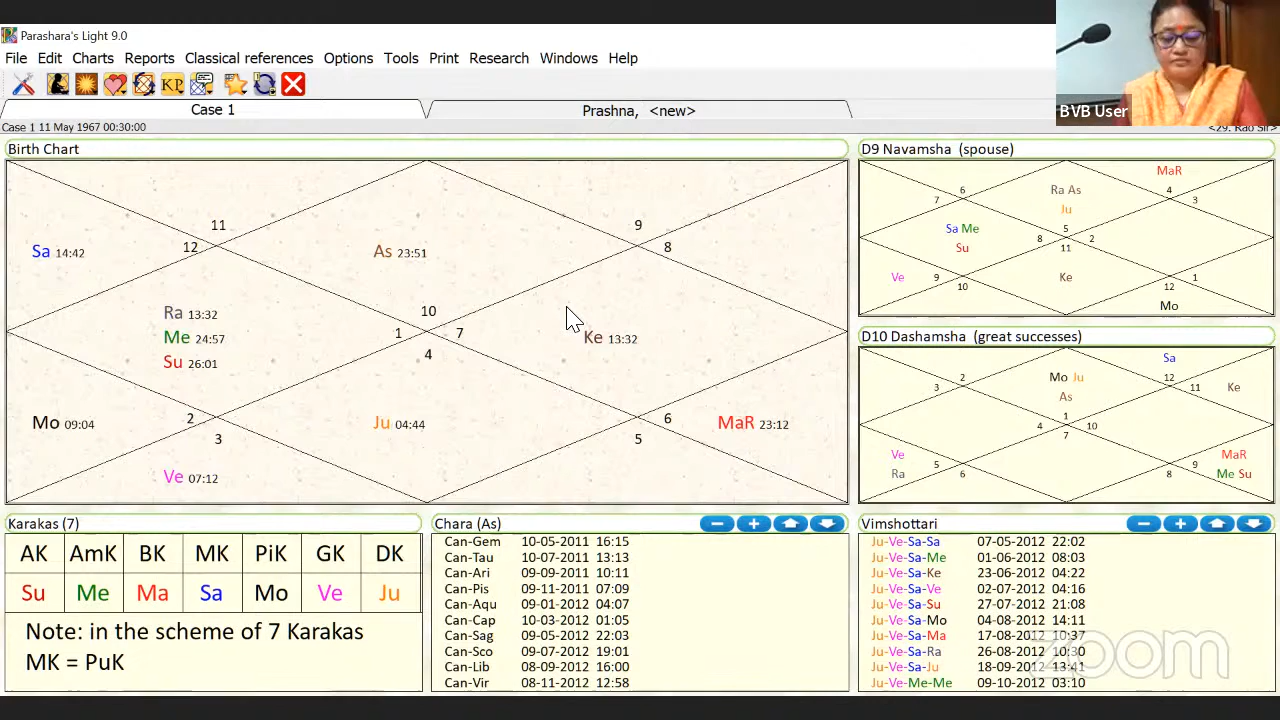 Parashara's Light 9.0
File Edit Charts Reports Classical references Options Tools Print Research Windows Help
KP
Case 1
Prashna, <new>
BVB User
Case 1 11 May 1967 00:30:00
<29. Rao Sir>
Birth Chart
11
12
Sa 14:42
As 23:51
9
8
Ra 13:32
Me 24:57
Su 26:01
10
1 7
4
Ke 13:32
Mo 09:04
2
3
Ju 04:44
6
5
MaR 23:12
Ve 07:12
D9 Navamsha (spouse)
MaR
6
7
Ra As
Ju
4
3
Sa Me
Su
5
8 2
11
Ve
9
10
Ke
1
12
Mo
D10 Dashamsha (great successes)
Sa
2
3
Mo Ju
As
12
11
Ke
1
4 10
7
Ve
Ra
5
6
9
8
MaR
Me Su
Karakas (7)
AK AmK BK MK PiK GK DK
Su Me Ma Sa Mo Ve Ju
Note: in the scheme of 7 Karakas
MK = PuK
Chara (As)
Can-Gem 10-05-2011 16:15
Can-Tau 10-07-2011 13:13
Can-Ari 09-09-2011 10:11
Can-Pis 09-11-2011 07:09
Can-Aqu 09-01-2012 04:07
Can-Cap 10-03-2012 01:05
Can-Sag 09-05-2012 22:03
Can-Sco 09-07-2012 19:01
Can-Lib 08-09-2012 16:00
Can-Vir 08-11-2012 12:58
Vimshottari
Ju-Ve-Sa-Sa 07-05-2012 22:02
Ju-Ve-Sa-Me 01-06-2012 08:03
Ju-Ve-Sa-Ke 23-06-2012 04:22
Ju-Ve-Sa-Ve 02-07-2012 04:16
Ju-Ve-Sa-Su 27-07-2012 21:08
Ju-Ve-Sa-Mo 04-08-2012 14:11
Ju-Ve-Sa-Ma 17-08-2012 10:37
Ju-Ve-Sa-Ra 26-08-2012 10:30
Ju-Ve-Sa-Ju 18-09-2012 13:41
Ju-Ve-Me-Me 09-10-2012 03:10
zoom